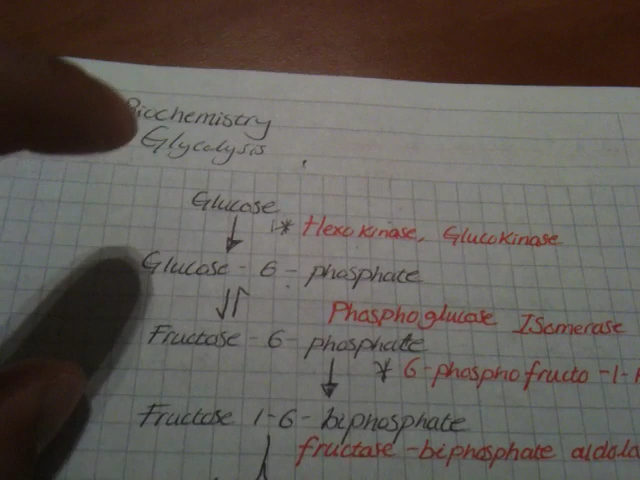 Biochemistry
Glycolysis
Glucose
* Hexokinase, Glucokinase
Glucose - 6 - phosphate
Phosphoglucose Isomerase
Fructose - 6 - phosphate
* 6-phosphofructo-1-
Fructose 1-6-biphosphate
fructose-biphosphate aldola